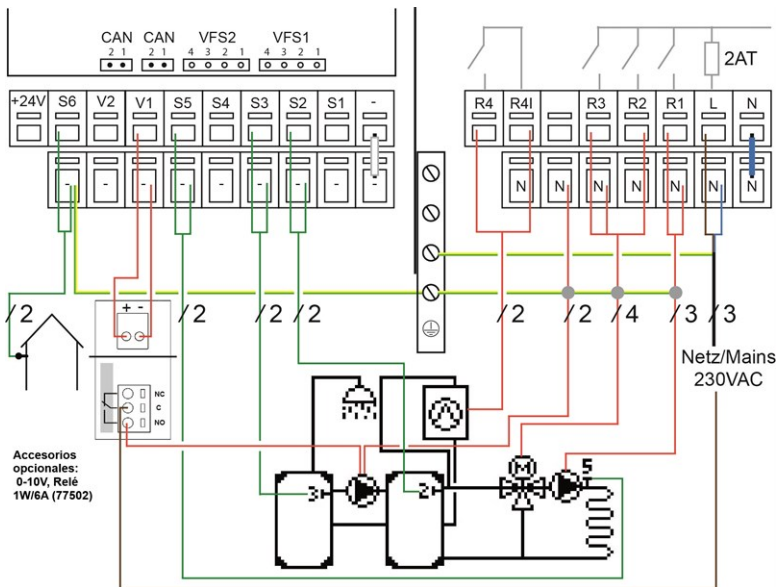 CAN CAN VFS2 VFS1
2 1 2 1 4 3 2 1 4 3 2 1
2AT
+24V S6 V2 V1 S5 S4 S3 S2 S1 -
R4 R4I R3 R2 R1 L N
- - - - - - - - -
N N N N N N N
+ -
2 2 2 2 2 2 4 3 3
Netz/Mains
230VAC
NC
C
NO
Accesorios
opcionales:
0-10V, Relé
1W/6A (77502)
M
S
3 2